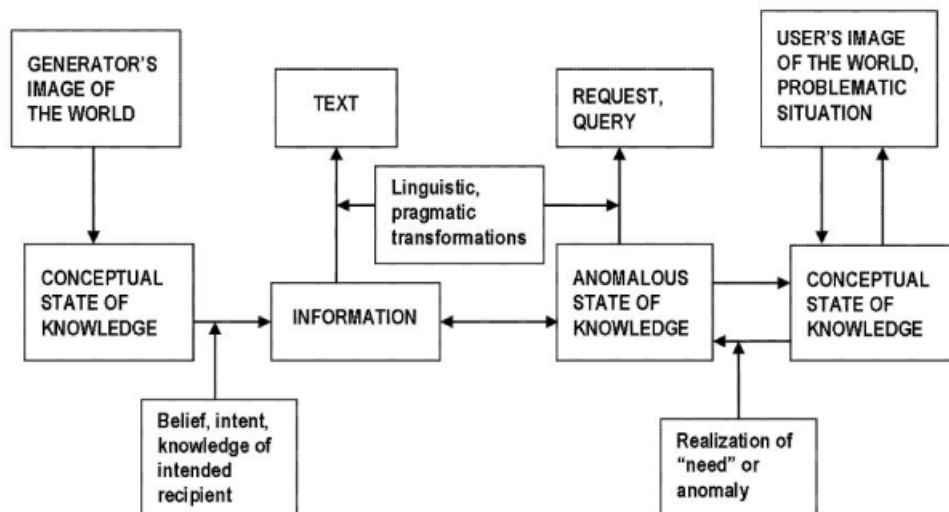 GENERATOR'S
IMAGE OF
THE WORLD
TEXT
REQUEST,
QUERY
USER'S IMAGE
OF THE WORLD,
PROBLEMATIC
SITUATION
Linguistic,
pragmatic
transformations
CONCEPTUAL
STATE OF
KNOWLEDGE
INFORMATION
ANOMALOUS
STATE OF
KNOWLEDGE
CONCEPTUAL
STATE OF
KNOWLEDGE
Belief, intent,
knowledge of
intended
recipient
Realization of
“need” or
anomaly